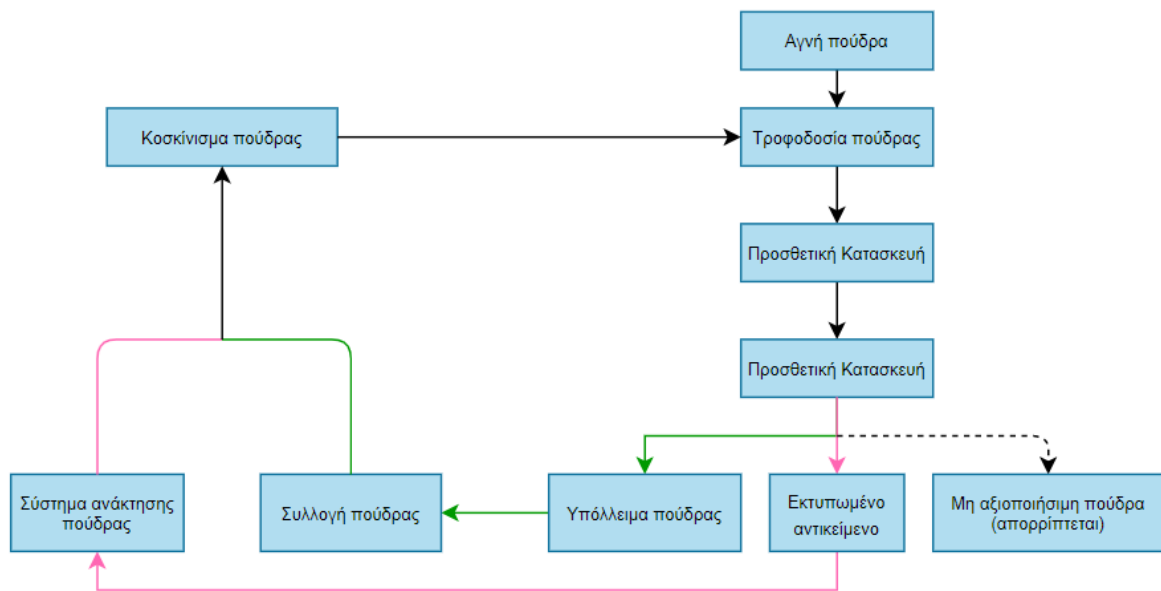 Αγνή πούδρα
Κοσκίνισμα πούδρας
Τροφοδοσία πούδρας
Προσθετική Κατασκευή
Προσθετική Κατασκευή
Σύστημα ανάκτησης
πούδρας
Συλλογή πούδρας
Υπόλλειμα πούδρας
Εκτυπωμένο
αντικείμενο
Μη αξιοποιήσιμη πούδρα
(απορρίπτεται)